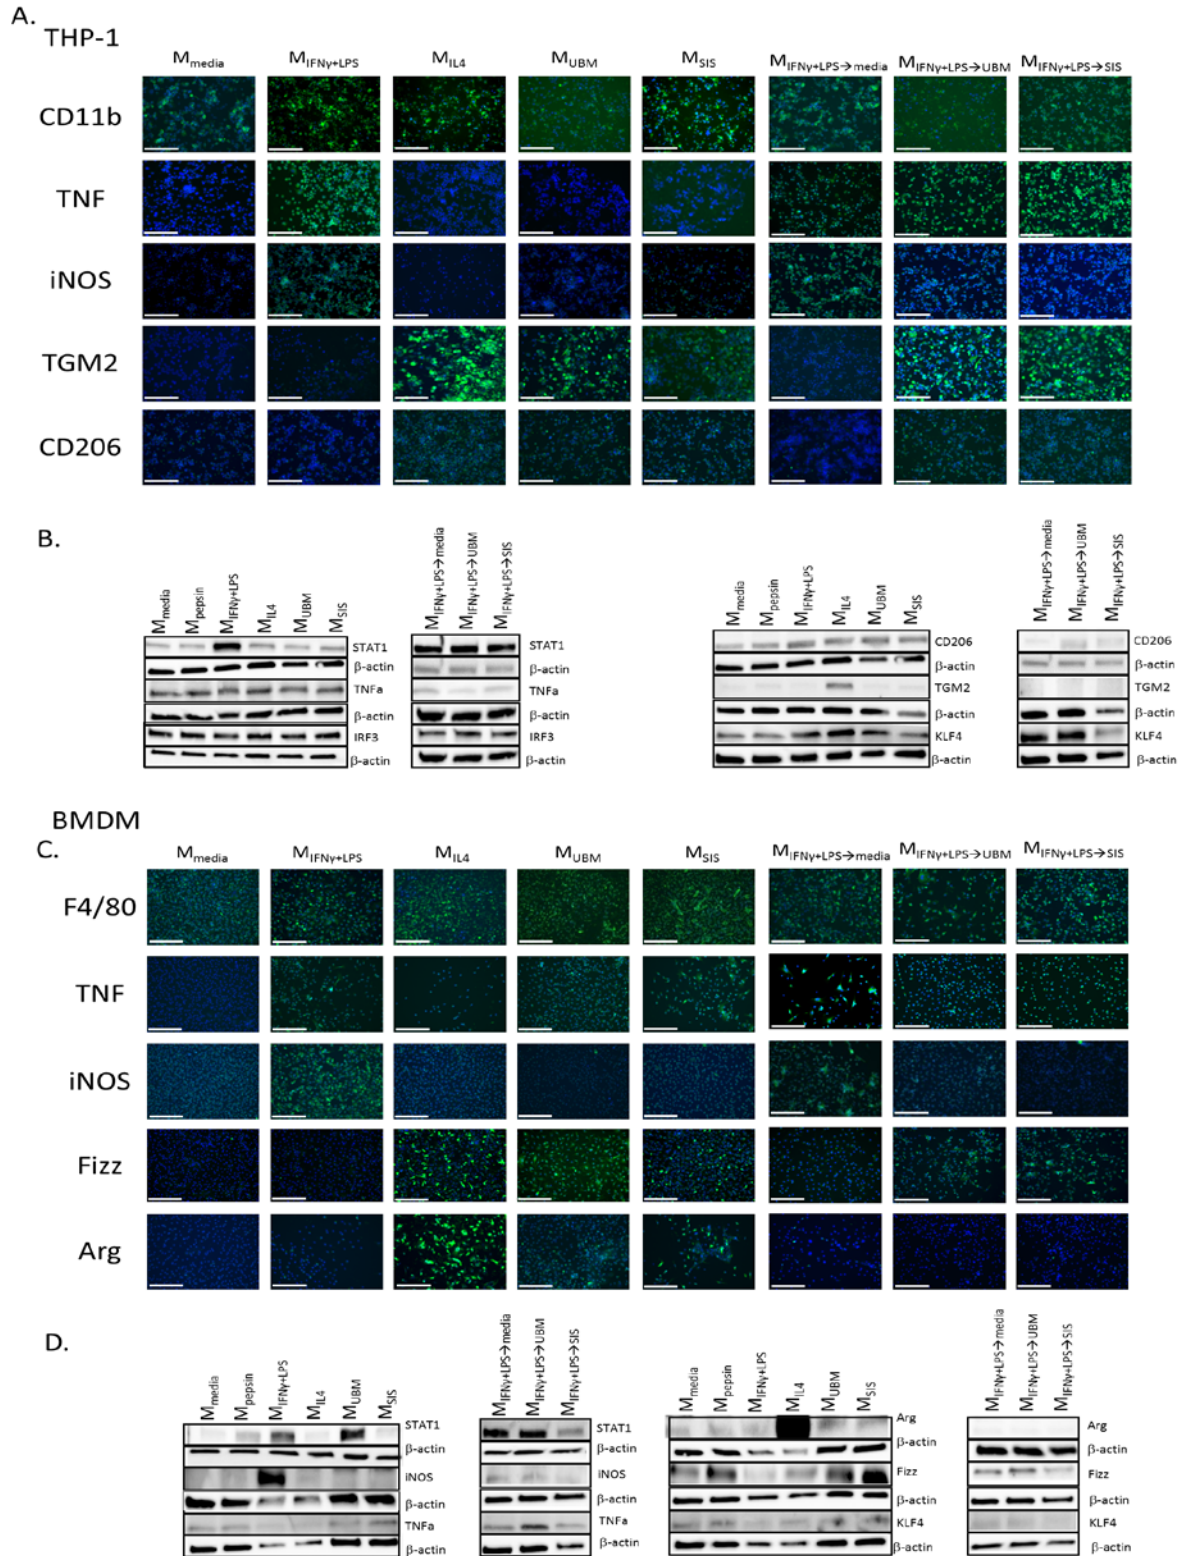 A.
THP-1
Mmedia MIFNγ+LPS MIL4 MUBM MSIS MIFNγ+LPS→media MIFNγ+LPS→UBM MIFNγ+LPS→SIS
CD11b
TNF
iNOS
TGM2
CD206
B.
Mmedia Mpepsin MIFNγ+LPS MIL4 MUBM MSIS MIFNγ+LPS→media MIFNγ+LPS→UBM MIFNγ+LPS→SIS Mmedia Mpepsin MIFNγ+LPS MIL4 MUBM MSIS MIFNγ+LPS→media MIFNγ+LPS→UBM MIFNγ+LPS→SIS
STAT1 STAT1 CD206 CD206
β-actin β-actin β-actin β-actin
TNFa TNFa TGM2 TGM2
β-actin β-actin β-actin β-actin
IRF3 IRF3 KLF4 KLF4
β-actin β-actin β-actin β-actin
BMDM
C.
Mmedia MIFNγ+LPS MIL4 MUBM MSIS MIFNγ+LPS→media MIFNγ+LPS→UBM MIFNγ+LPS→SIS
F4/80
TNF
iNOS
Fizz
Arg
D.
Mmedia Mpepsin MIFNγ+LPS MIL4 MUBM MSIS MIFNγ+LPS→media MIFNγ+LPS→UBM MIFNγ+LPS→SIS Mmedia Mpepsin MIFNγ+LPS MIL4 MUBM MSIS MIFNγ+LPS→media MIFNγ+LPS→UBM MIFNγ+LPS→SIS
STAT1 STAT1 Arg Arg
β-actin β-actin β-actin β-actin
iNOS iNOS Fizz Fizz
β-actin β-actin β-actin β-actin
TNFa TNFa KLF4 KLF4
β-actin β-actin β-actin β-actin